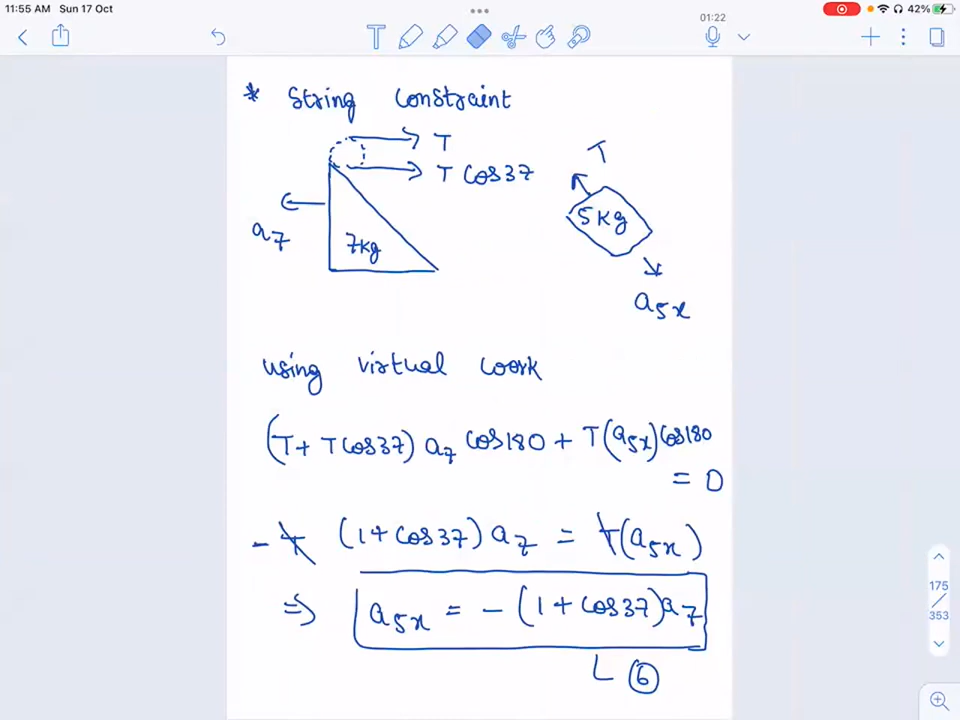 11:55 AM Sun 17 Oct
42%
01:22
* String constraint
T
T cos37
a7
7kg
T
5kg
a5x
using virtual work
(T + T cos37) a7 cos180 + T(a5x) cos180
= 0
- T (1 + cos37) a7 = T(a5x)
⇒ a5x = - (1 + cos37) a7
6
175
/
353